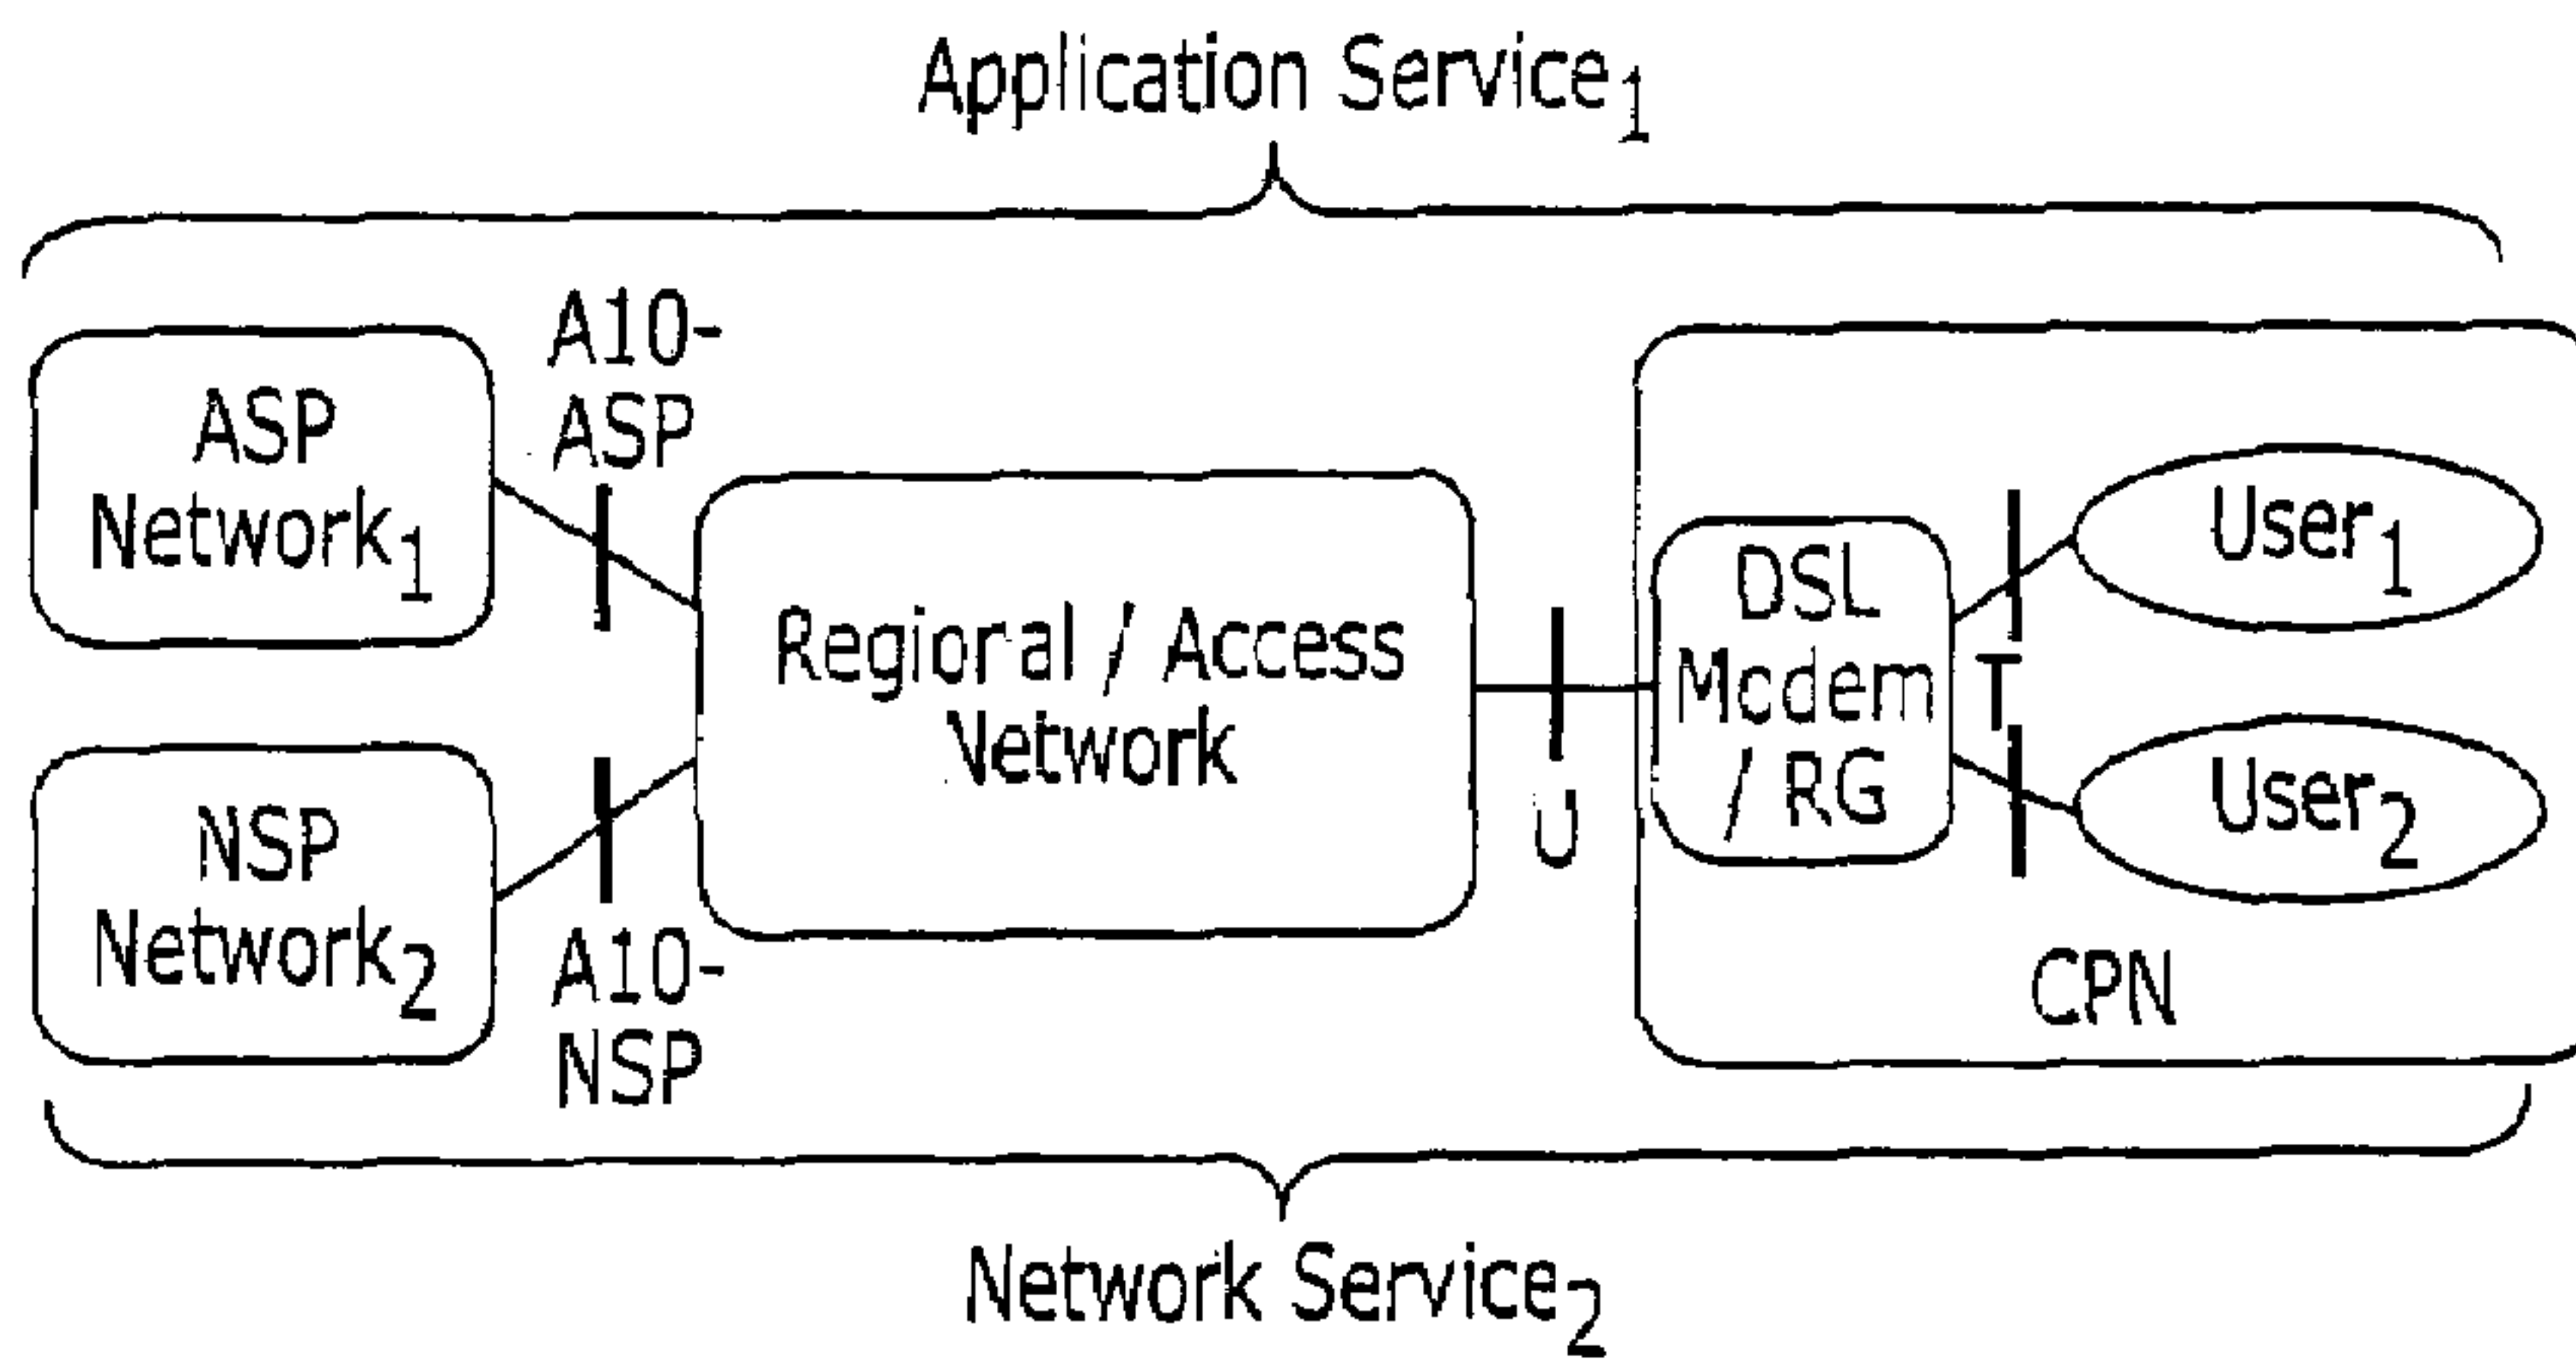 Application Service₁
A10-
ASP
ASP
Network₁
Regional / Access
Network
DSL
Modem
/ RG
User₁
T
User₂
U
NSP
Network₂
A10-
NSP
CPN
Network Service₂